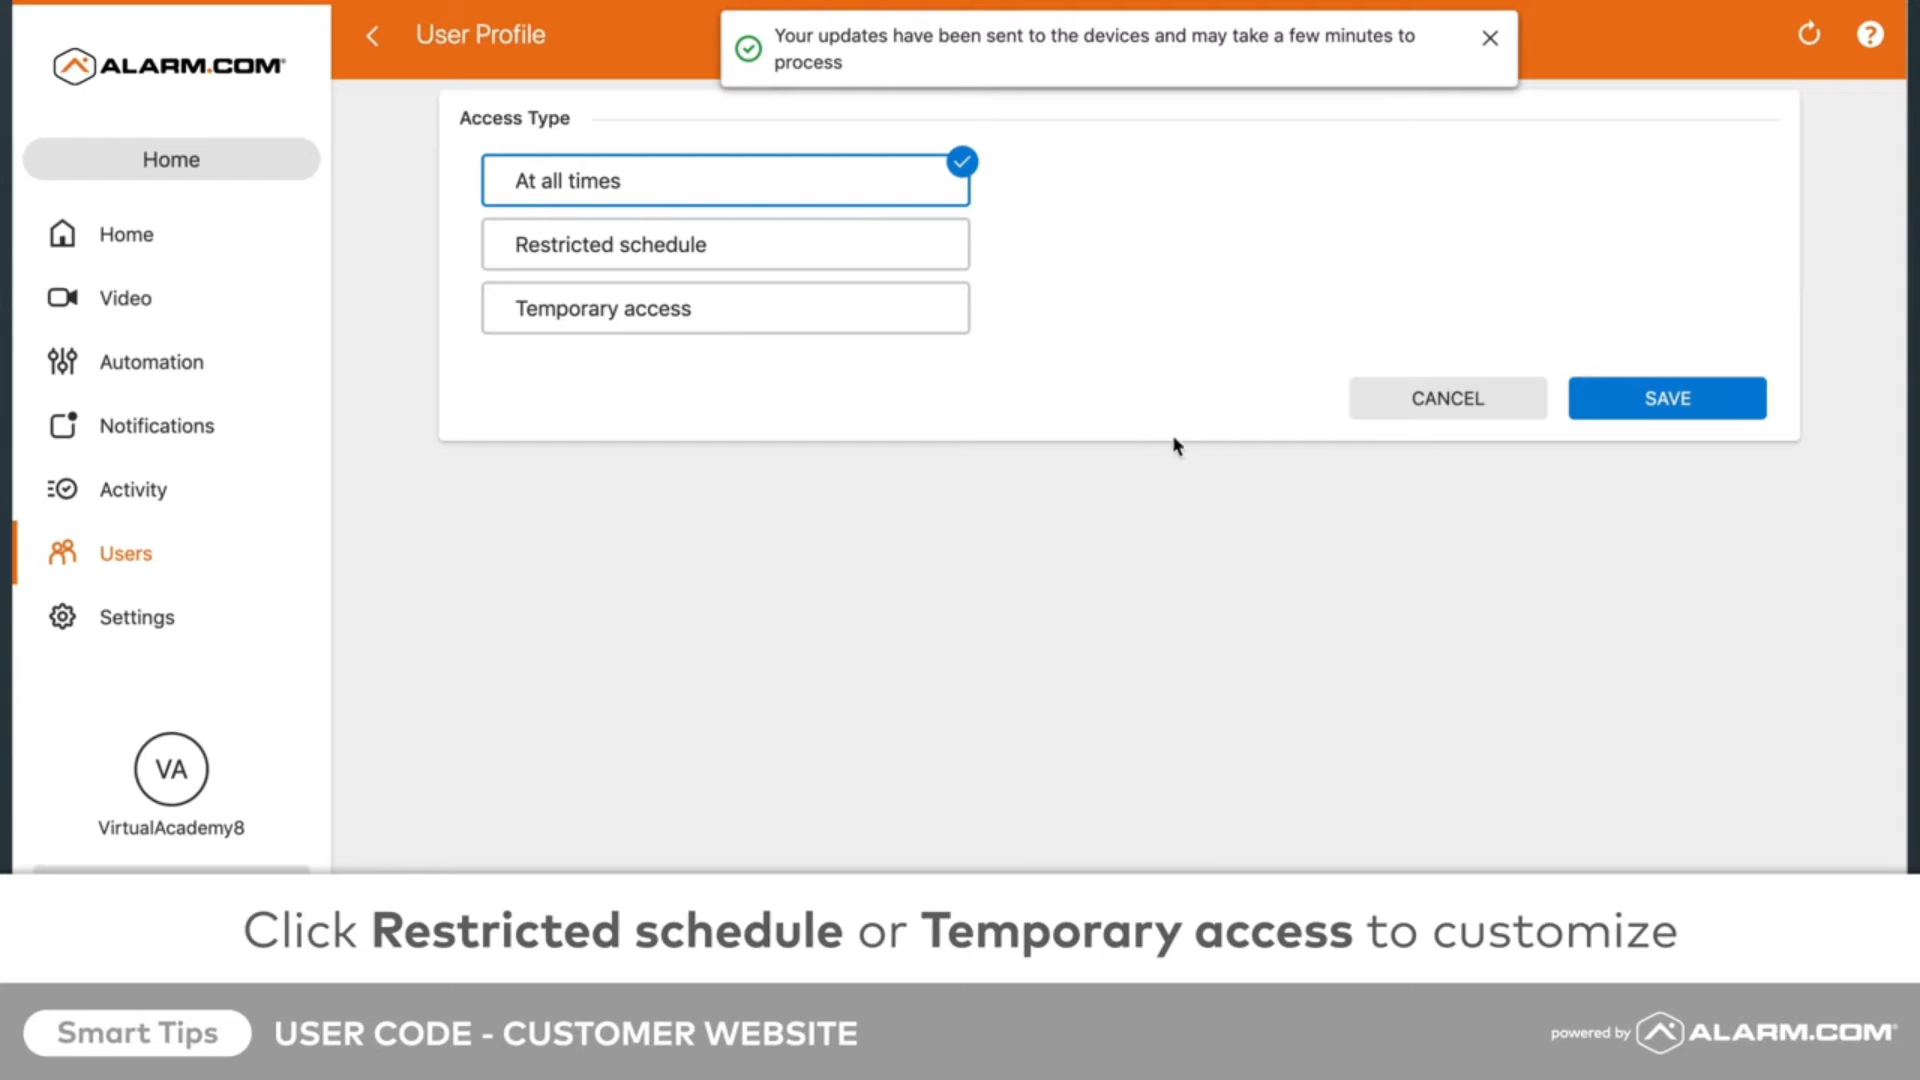 ALARM.COM
User Profile
Your updates have been sent to the devices and may take a few minutes to
process
?
Home
Access Type
At all times
Restricted schedule
Temporary access
CANCEL
SAVE
Home
Video
Automation
Notifications
Activity
Users
Settings
VA
VirtualAcademy8
Click Restricted schedule or Temporary access to customize
Smart Tips
USER CODE - CUSTOMER WEBSITE
powered by ALARM.COM